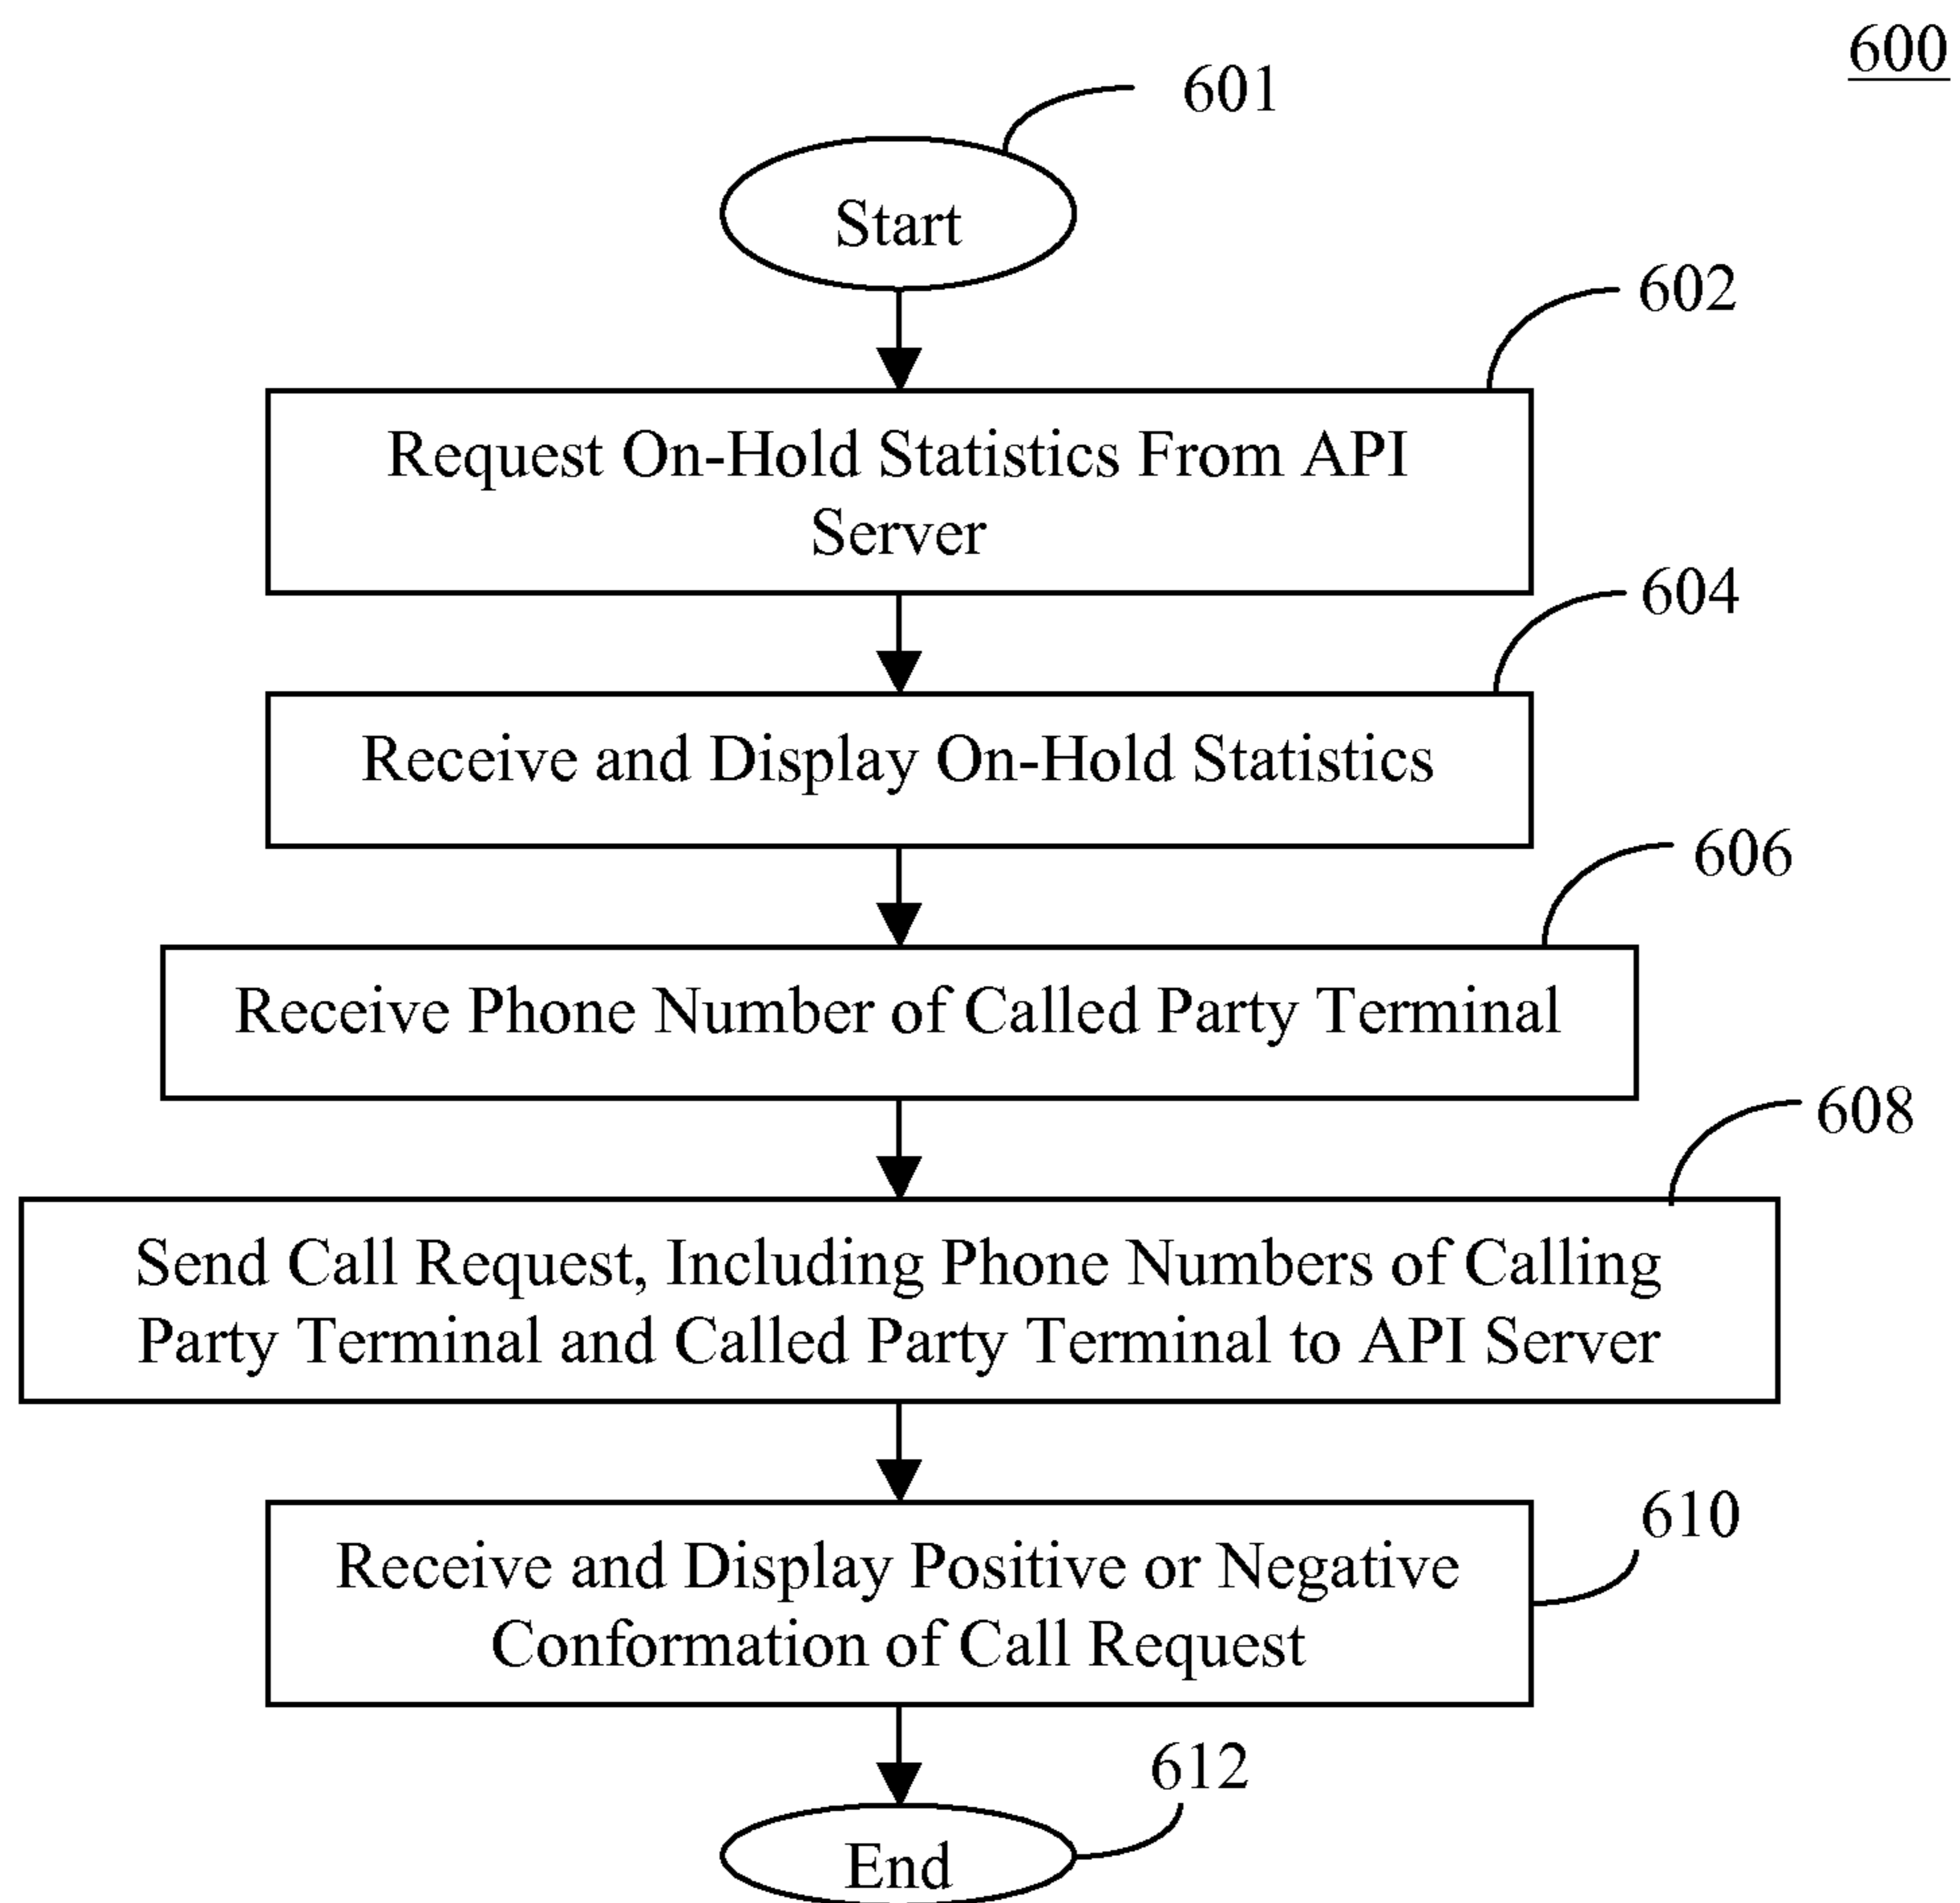 600
601
Start
602
Request On-Hold Statistics From API
Server
604
Receive and Display On-Hold Statistics
606
Receive Phone Number of Called Party Terminal
608
Send Call Request, Including Phone Numbers of Calling
Party Terminal and Called Party Terminal to API Server
610
Receive and Display Positive or Negative
Conformation of Call Request
612
End